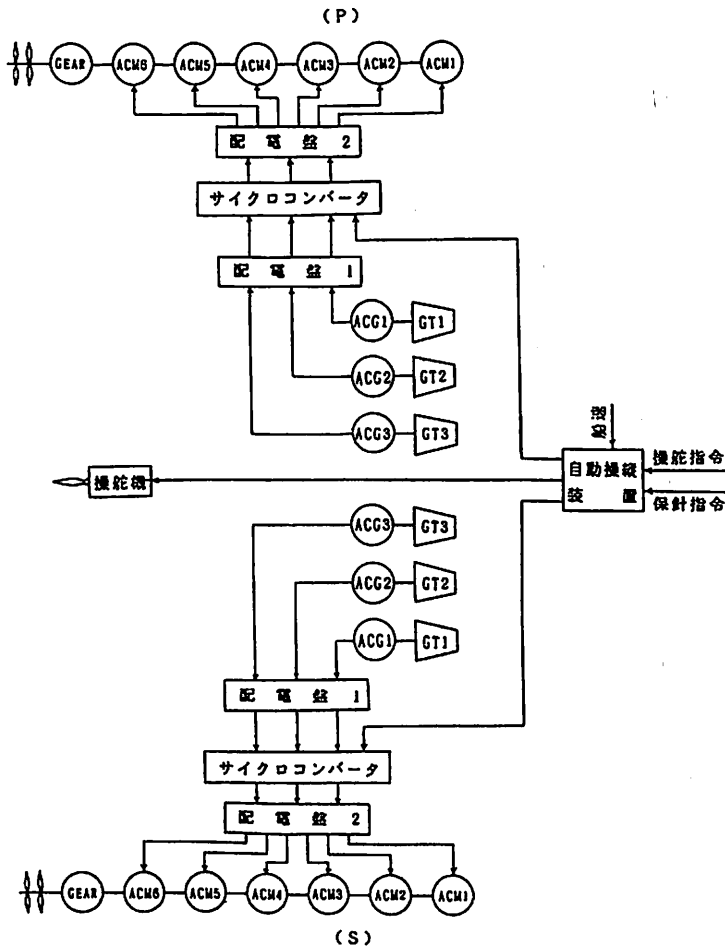 (P)
GEAR ACM6 ACM5 ACM4 ACM3 ACM2 ACM1
配電盤2
サイクロコンバータ
配電盤1
ACG1 GT1
ACG2 GT2
ACG3 GT3
船速
自動操縦
装置
操舵指令
保針指令
操舵機
ACG3 GT3
ACG2 GT2
ACG1 GT1
配電盤1
サイクロコンバータ
配電盤2
GEAR ACM6 ACM5 ACM4 ACM3 ACM2 ACM1
(S)